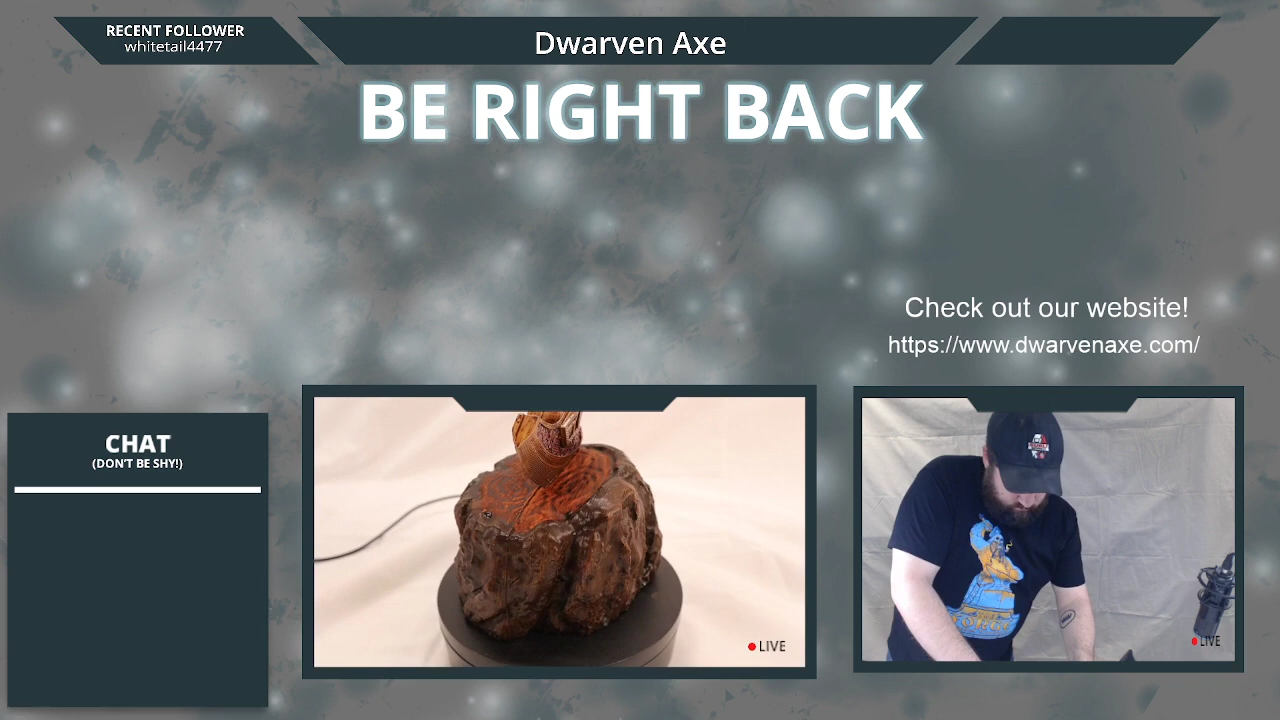 RECENT FOLLOWER
whitetail4477
Dwarven Axe
BE RIGHT BACK
Check out our website!
https://www.dwarvenaxe.com/
CHAT
(DON'T BE SHY!)
LIVE
LIVE